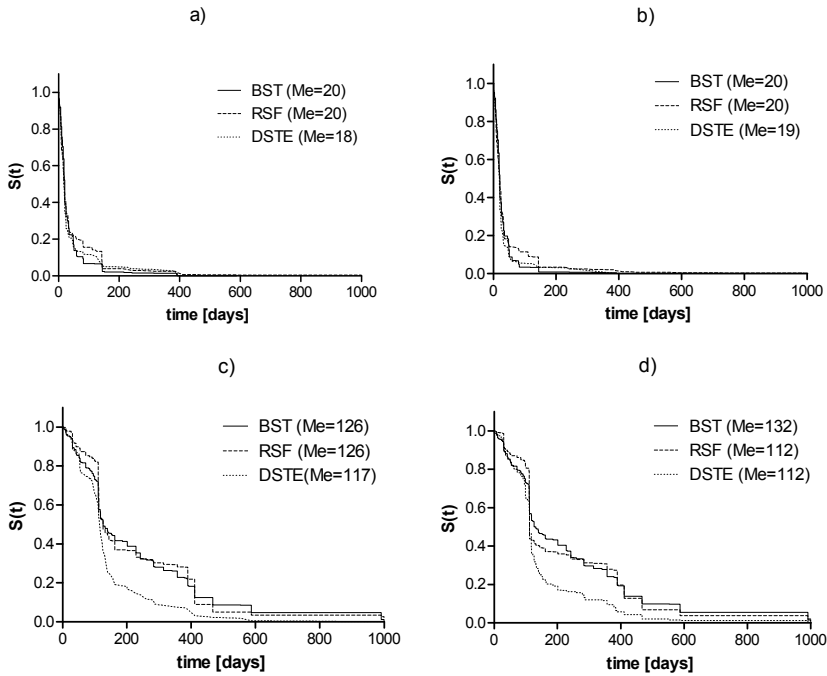 a)
BST (Me=20)
RSF (Me=20)
DSTE (Me=18)
S(t)
1.0
0.8
0.6
0.4
0.2
0.0
0 200 400 600 800 1000
time [days]
b)
BST (Me=20)
RSF (Me=20)
DSTE (Me=19)
S(t)
1.0
0.8
0.6
0.4
0.2
0.0
0 200 400 600 800 1000
time [days]
c)
BST (Me=126)
RSF (Me=126)
DSTE(Me=117)
S(t)
1.0
0.8
0.6
0.4
0.2
0.0
0 200 400 600 800 1000
time [days]
d)
BST (Me=132)
RSF (Me=112)
DSTE (Me=112)
S(t)
1.0
0.8
0.6
0.4
0.2
0.0
0 200 400 600 800 1000
time [days]